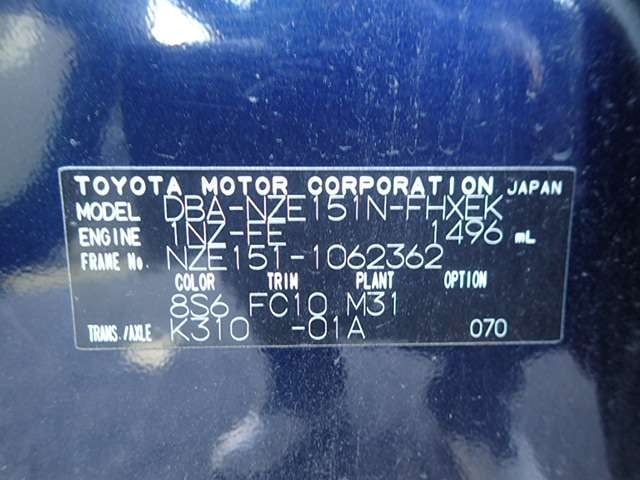 TOYOTA MOTOR CORPORATION JAPAN
MODEL DBA-NZE151N-FHXEK
ENGINE 1NZ-FE 1496 mL
FRAME No. NZE151-1062362
COLOR TRIM PLANT OPTION
8S6 FC10 M31
TRANS./AXLE K310 -01A 070